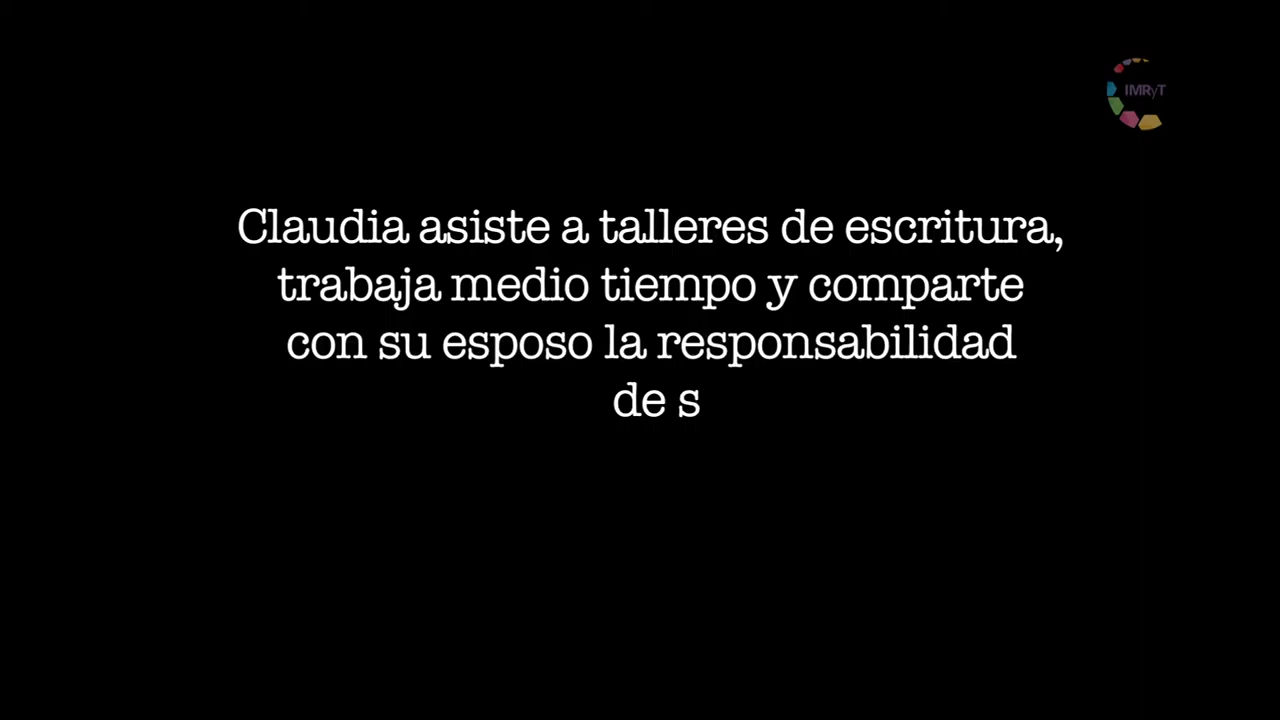 IMRyT
Claudia asiste a talleres de escritura,
trabaja medio tiempo y comparte
con su esposo la responsabilidad
de s